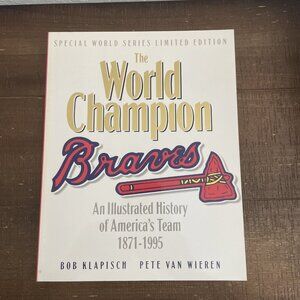 SPECIAL WORLD SERIES LIMITED EDITION
The
World
Champion
Braves
An Illustrated History
of America's Team
1871-1995
BOB KLAPISCH PETE VAN WIEREN